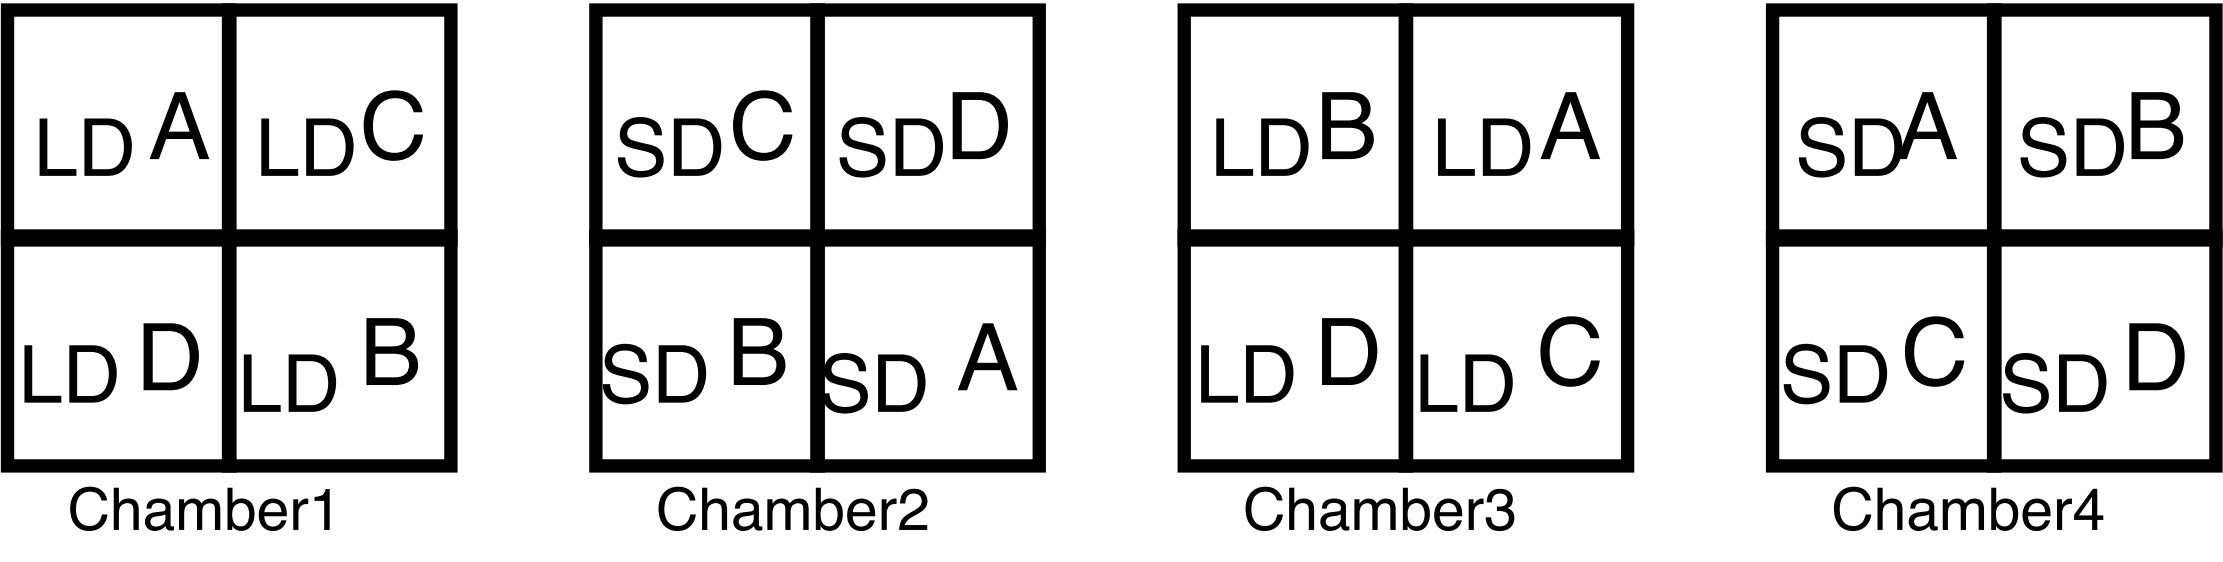 LD A LD C SD C SD D LD B LD A SD A SD B
LD D LD B SD B SD A LD D LD C SD C SD D
Chamber1 Chamber2 Chamber3 Chamber4